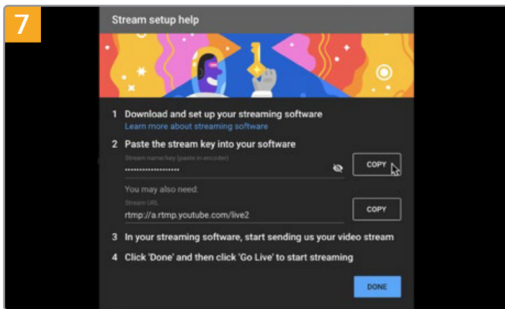 7
Stream setup help
1 Download and set up your streaming software
Learn more about streaming software
2 Paste the stream key into your software
Stream name/key (paste in encoder)
••••••••••••••••••••
COPY
You may also need:
Stream URL
rtmp://a.rtmp.youtube.com/live2
COPY
3 In your streaming software, start sending us your video stream
4 Click 'Done' and then click 'Go Live' to start streaming
DONE